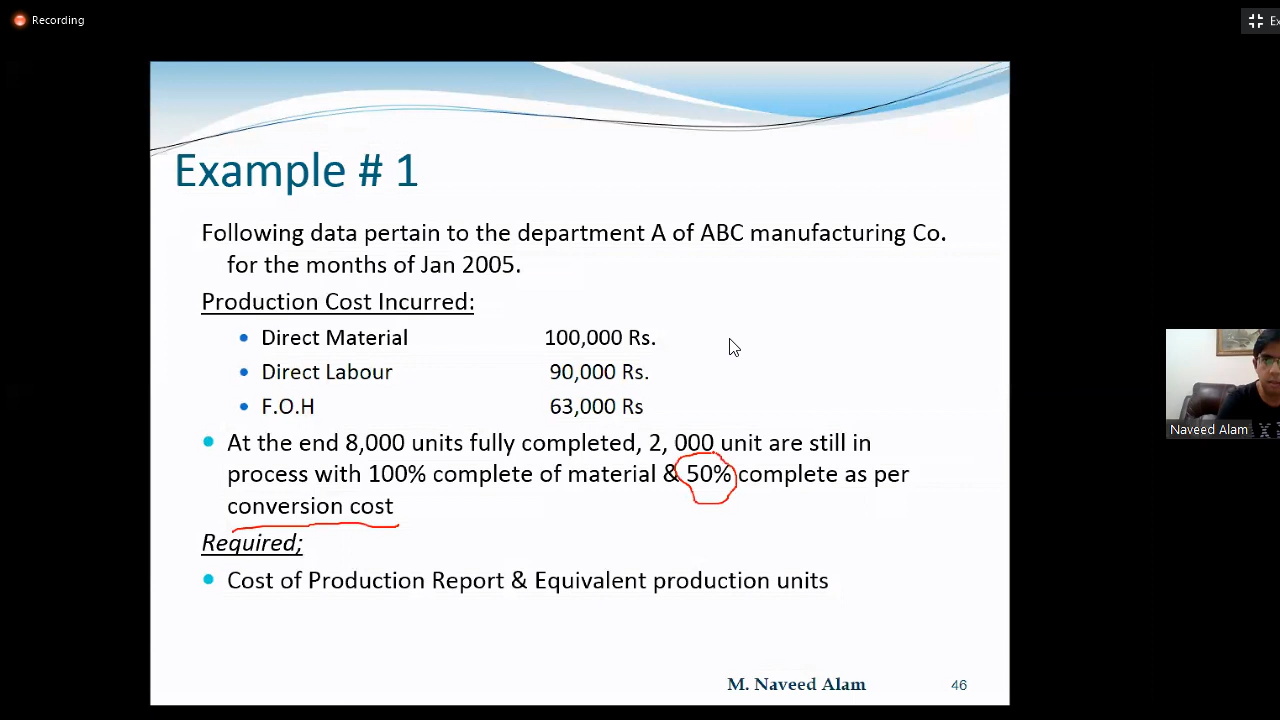 Recording
Ex
Example # 1
Following data pertain to the department A of ABC manufacturing Co.
for the months of Jan 2005.
Production Cost Incurred:
• Direct Material 100,000 Rs.
• Direct Labour 90,000 Rs.
• F.O.H 63,000 Rs
• At the end 8,000 units fully completed, 2, 000 unit are still in
process with 100% complete of material & 50% complete as per
conversion cost
Required;
• Cost of Production Report & Equivalent production units
Naveed Alam
M. Naveed Alam 46